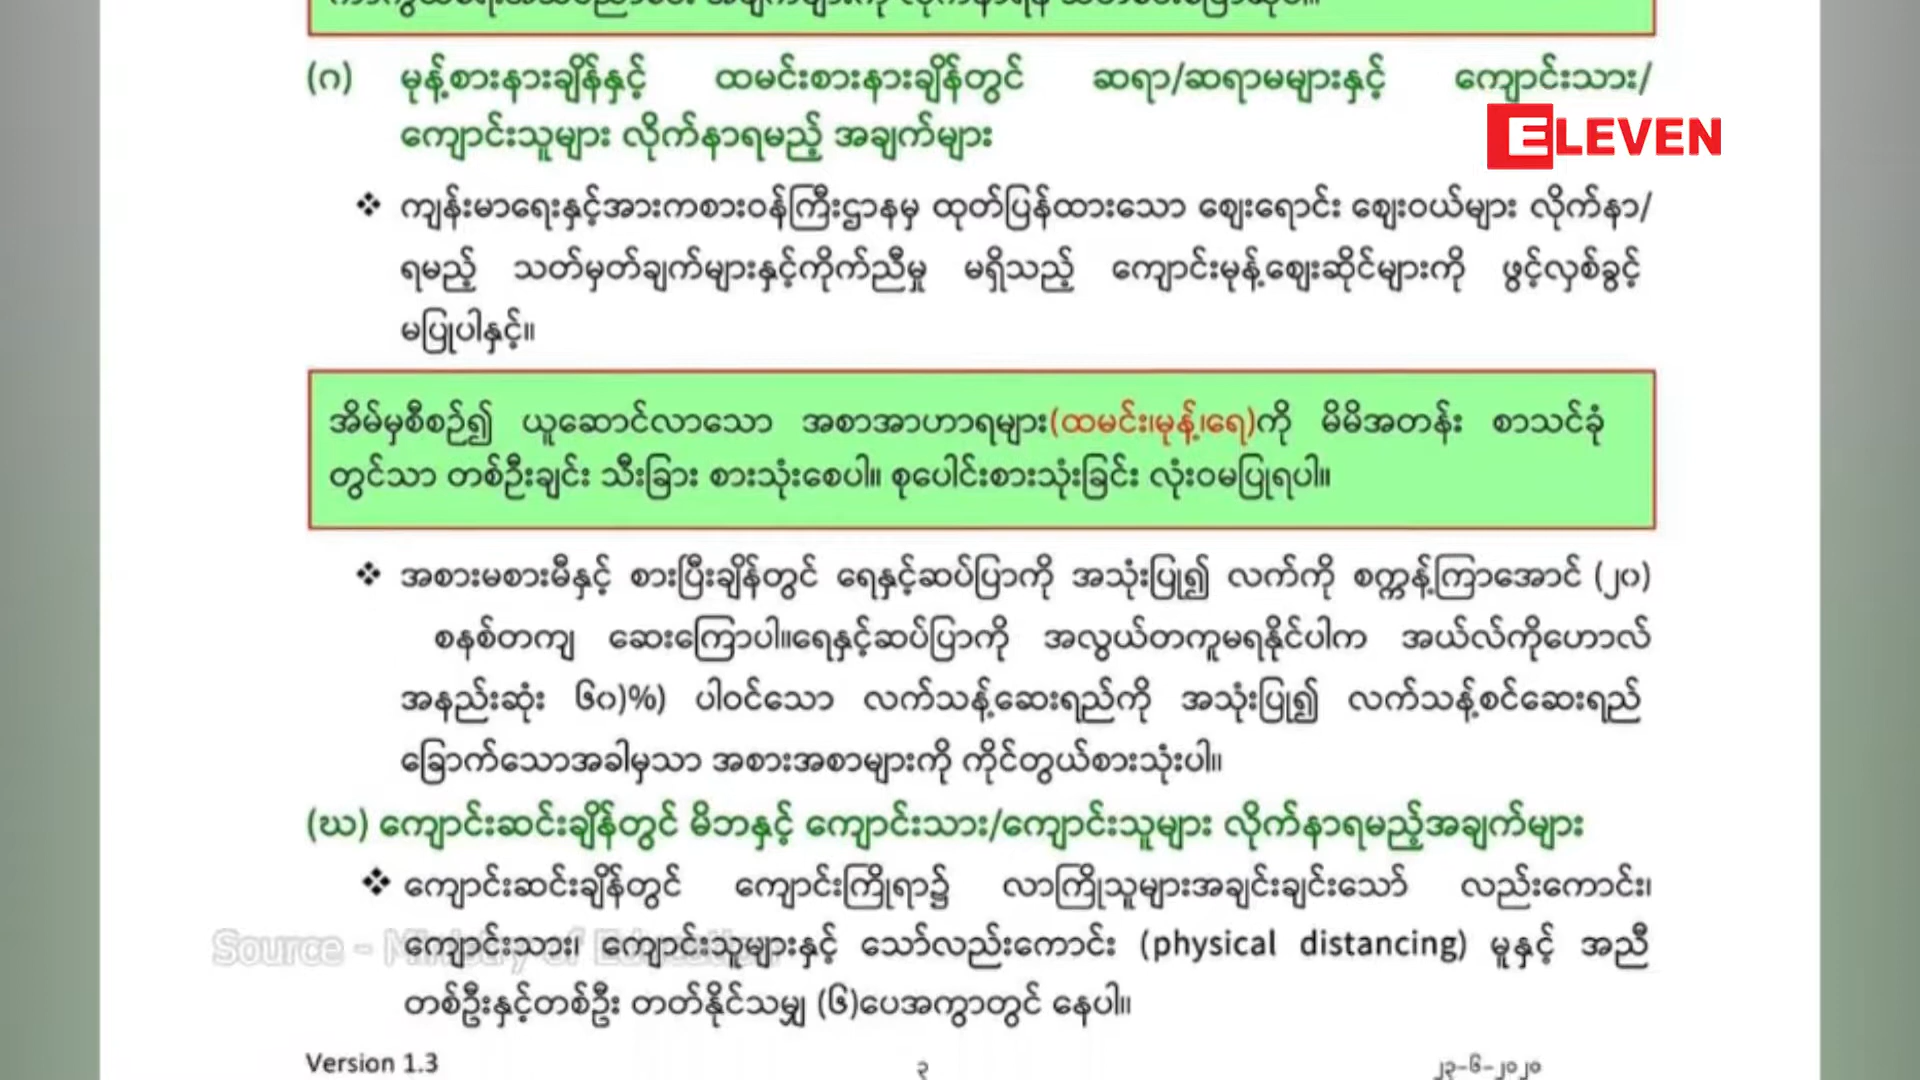 (ဂ) မုန့်စားနားချိန်နှင့် ထမင်းစားနားချိန်တွင် ဆရာ/ဆရာမများနှင့် ကျောင်းသား/
ကျောင်းသူများ လိုက်နာရမည့် အချက်များ
ELEVEN
❖ ကျန်းမာရေးနှင့်အားကစားဝန်ကြီးဌာနမှ ထုတ်ပြန်ထားသော ဈေးရောင်း ဈေးဝယ်များ လိုက်နာ/
ရမည့် သတ်မှတ်ချက်များနှင့်ကိုက်ညီမှု မရှိသည့် ကျောင်းမုန့်ဈေးဆိုင်များကို ဖွင့်လှစ်ခွင့်
မပြုပါနှင့်။
အိမ်မှစီစဉ်၍ ယူဆောင်လာသော အစာအာဟာရများ(ထမင်း၊မုန့်၊ရေ)ကို မိမိအတန်း စာသင်ခုံ
တွင်သာ တစ်ဦးချင်း သီးခြား စားသုံးစေပါ။ စုပေါင်းစားသုံးခြင်း လုံးဝမပြုရပါ။
❖ အစားမစားမီနှင့် စားပြီးချိန်တွင် ရေနှင့်ဆပ်ပြာကို အသုံးပြု၍ လက်ကို စက္ကန့်ကြာအောင် (၂၀)
စနစ်တကျ ဆေးကြောပါ။ရေနှင့်ဆပ်ပြာကို အလွယ်တကူမရနိုင်ပါက အယ်လ်ကိုဟောလ်
အနည်းဆုံး ၆၀)%) ပါဝင်သော လက်သန့်ဆေးရည်ကို အသုံးပြု၍ လက်သန့်စင်ဆေးရည်
ခြောက်သောအခါမှသာ အစားအစာများကို ကိုင်တွယ်စားသုံးပါ။
(ဃ) ကျောင်းဆင်းချိန်တွင် မိဘနှင့် ကျောင်းသား/ကျောင်းသူများ လိုက်နာရမည့်အချက်များ
❖ ကျောင်းဆင်းချိန်တွင် ကျောင်းကြိုရာ၌ လာကြိုသူများအချင်းချင်းသော် လည်းကောင်း၊
ကျောင်းသား၊ ကျောင်းသူများနှင့် သော်လည်းကောင်း (physical distancing) မူနှင့် အညီ
Source - Ministry of Education
တစ်ဦးနှင့်တစ်ဦး တတ်နိုင်သမျှ (၆)ပေအကွာတွင် နေပါ။
Version 1.3 ၃ ၂၃-၆-၂၀၂၀